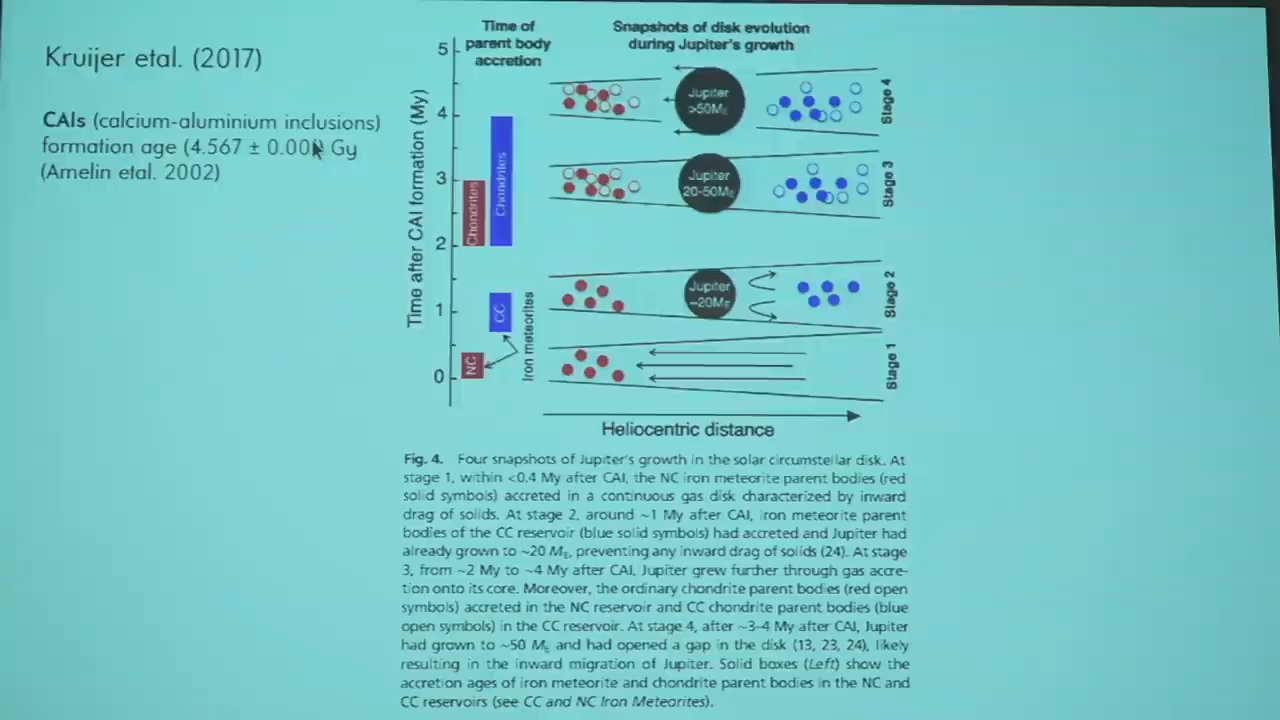 Kruijer etal. (2017)
CAIs (calcium-aluminium inclusions)
formation age (4.567 ± 0.00 Gy
(Amelin etal. 2002)
Time of
parent body
accretion
Snapshots of disk evolution
during Jupiter's growth
Time after CAI formation (My)
5
4
3
2
1
0
Chondrites
Chondrites
CC
NC
Iron meteorites
Jupiter
>50ME
Stage 4
Jupiter
20-50ME
Stage 3
Jupiter
~20ME
Stage 2
Stage 1
Heliocentric distance
Fig. 4. Four snapshots of Jupiter's growth in the solar circumstellar disk. At
stage 1, within <0.4 My after CAI, the NC iron meteorite parent bodies (red
solid symbols) accreted in a continuous gas disk characterized by inward
drag of solids. At stage 2, around ~1 My after CAI, iron meteorite parent
bodies of the CC reservoir (blue solid symbols) had accreted and Jupiter had
already grown to ~20 ME, preventing any inward drag of solids (24). At stage
3, from ~2 My to ~4 My after CAI, Jupiter grew further through gas accre-
tion onto its core. Moreover, the ordinary chondrite parent bodies (red open
symbols) accreted in the NC reservoir and CC chondrite parent bodies (blue
open symbols) in the CC reservoir. At stage 4, after ~3–4 My after CAI, Jupiter
had grown to ~50 ME and had opened a gap in the disk (13, 23, 24), likely
resulting in the inward migration of Jupiter. Solid boxes (Left) show the
accretion ages of iron meteorite and chondrite parent bodies in the NC and
CC reservoirs (see CC and NC Iron Meteorites).